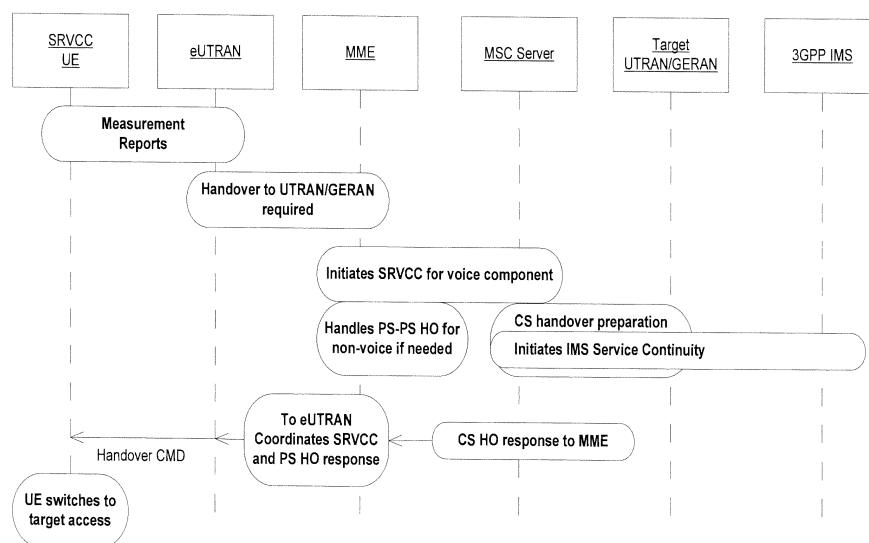 SRVCC
UE
eUTRAN
MME
MSC Server
Target
UTRAN/GERAN
3GPP IMS
Measurement
Reports
Handover to UTRAN/GERAN
required
Initiates SRVCC for voice component
Handles PS-PS HO for
non-voice if needed
CS handover preparation
Initiates IMS Service Continuity
To eUTRAN
Coordinates SRVCC
and PS HO response
CS HO response to MME
Handover CMD
UE switches to
target access